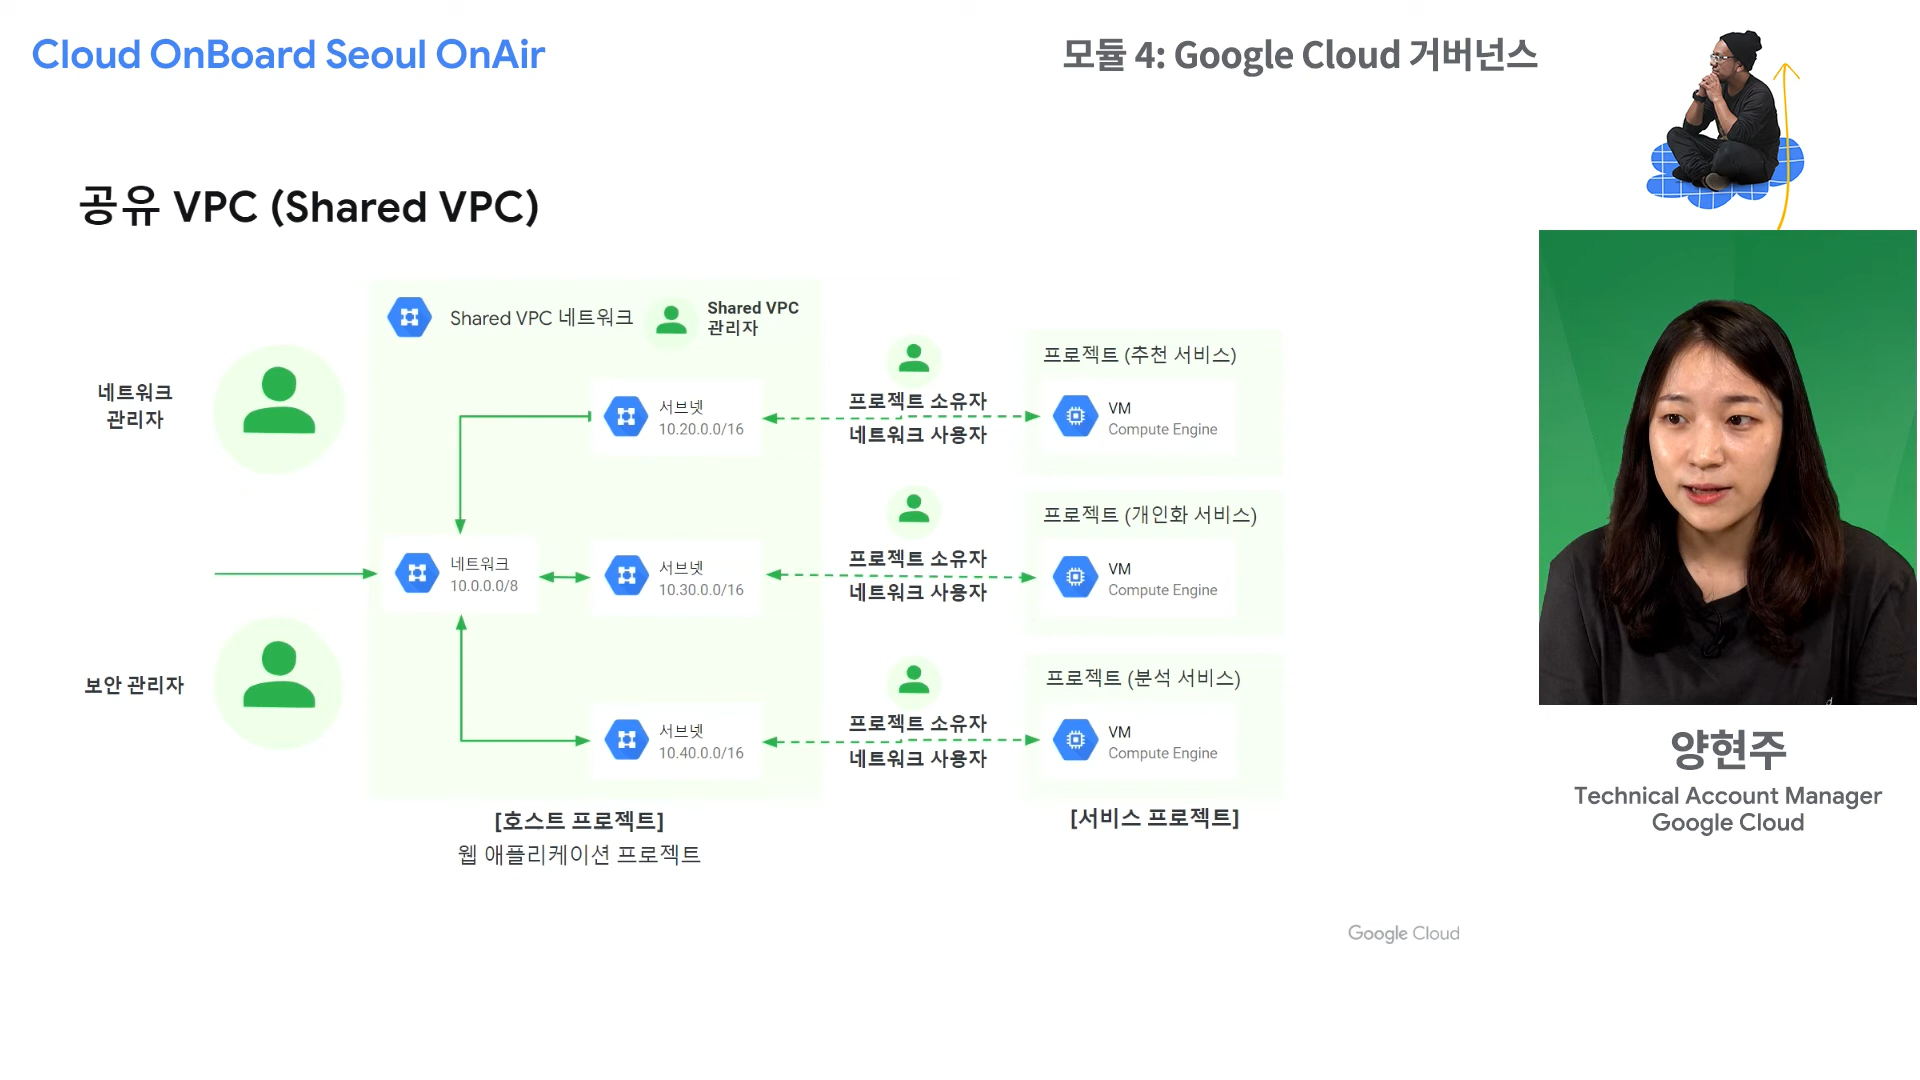 Cloud OnBoard Seoul OnAir
모듈 4: Google Cloud 거버넌스
공유 VPC (Shared VPC)
Shared VPC 네트워크
Shared VPC
관리자
네트워크
관리자
보안 관리자
네트워크
10.0.0.0/8
서브넷
10.20.0.0/16
서브넷
10.30.0.0/16
서브넷
10.40.0.0/16
프로젝트 소유자
네트워크 사용자
프로젝트 소유자
네트워크 사용자
프로젝트 소유자
네트워크 사용자
프로젝트 (추천 서비스)
VM
Compute Engine
프로젝트 (개인화 서비스)
VM
Compute Engine
프로젝트 (분석 서비스)
VM
Compute Engine
[호스트 프로젝트]
웹 애플리케이션 프로젝트
[서비스 프로젝트]
양현주
Technical Account Manager
Google Cloud
Google Cloud